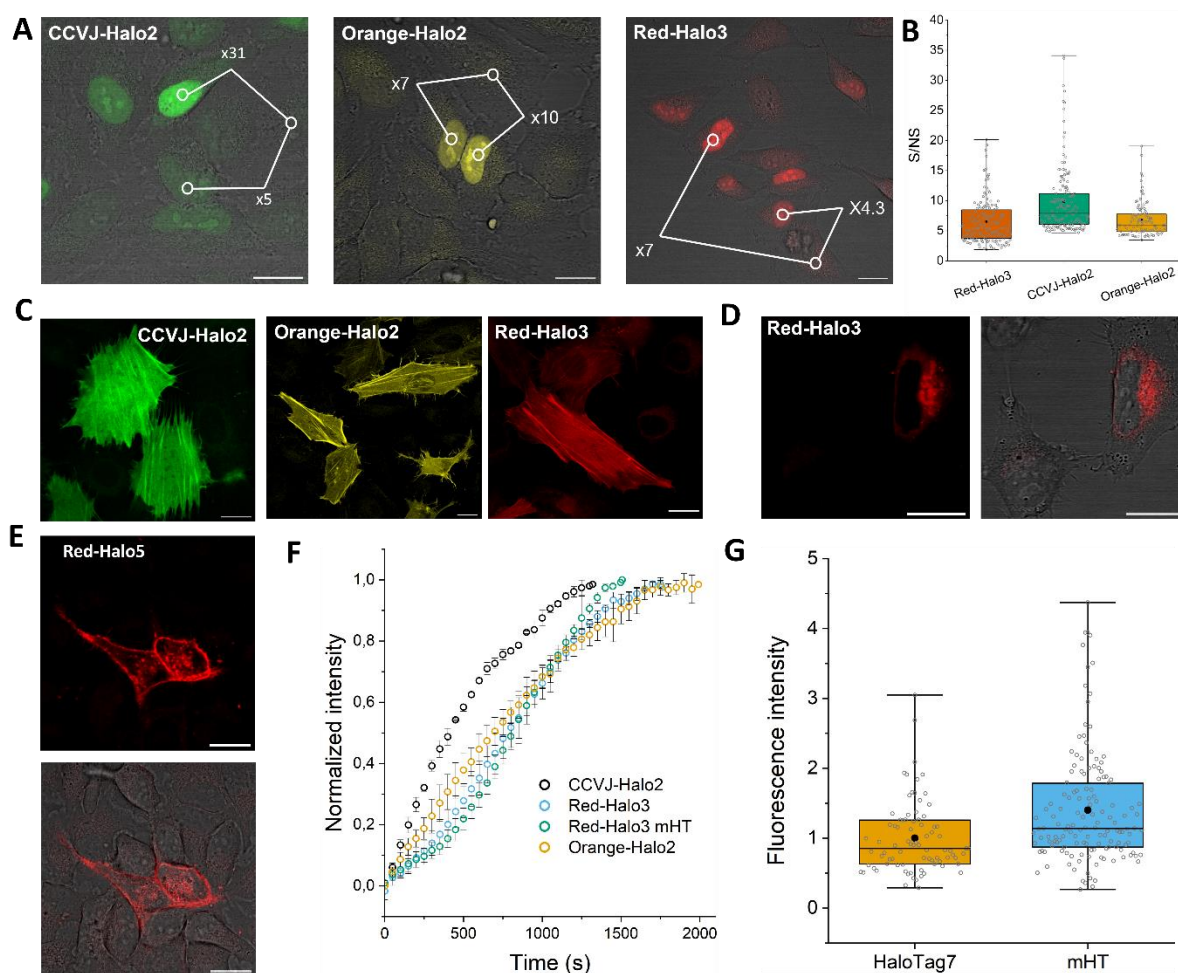 A
CCVJ-Halo2
x31
x5
Orange-Halo2
x7
x10
Red-Halo3
x7
X4.3
B
S/NS
40
35
30
25
20
15
10
5
0
Red-Halo3
CCVJ-Halo2
Orange-Halo2
C
CCVJ-Halo2
Orange-Halo2
Red-Halo3
D
Red-Halo3
E
Red-Halo5
F
Normalized intensity
1,0
0,8
0,6
0,4
0,2
0,0
CCVJ-Halo2
Red-Halo3
Red-Halo3 mHT
Orange-Halo2
0 500 1000 1500 2000
Time (s)
G
Fluorescence intensity
5
4
3
2
1
0
HaloTag7 mHT